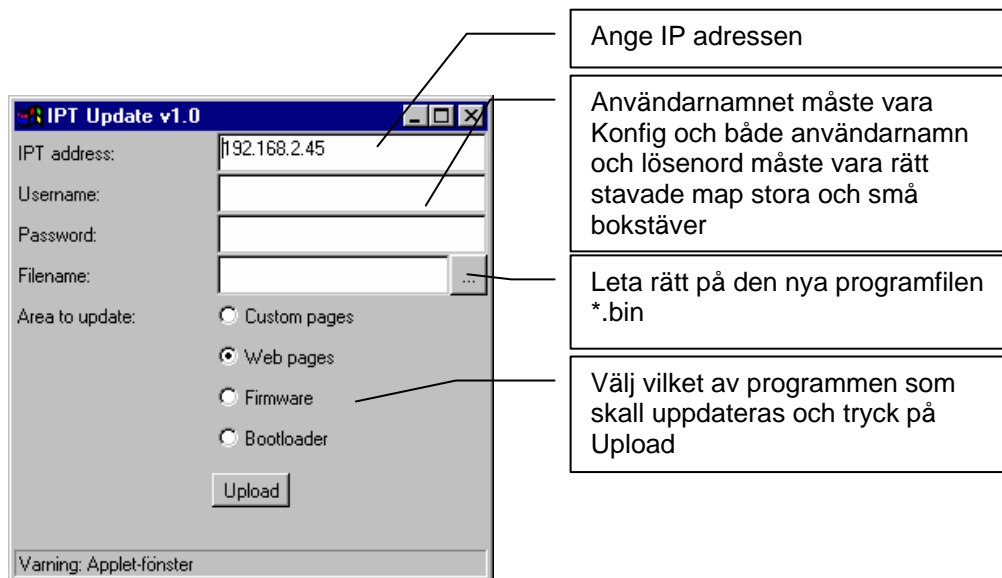 IPT Update v1.0
IPT address:
192.168.2.45
Username:
Password:
Filename:
...
Area to update:
Custom pages
Web pages
Firmware
Bootloader
Upload
Varning: Applet-fönster
Ange IP adressen
Användarnamnet måste vara
Konfig och både användarnamn
och lösenord måste vara rätt
stavade map stora och små
bokstäver
Leta rätt på den nya programfilen
*.bin
Välj vilket av programmen som
skall uppdateras och tryck på
Upload